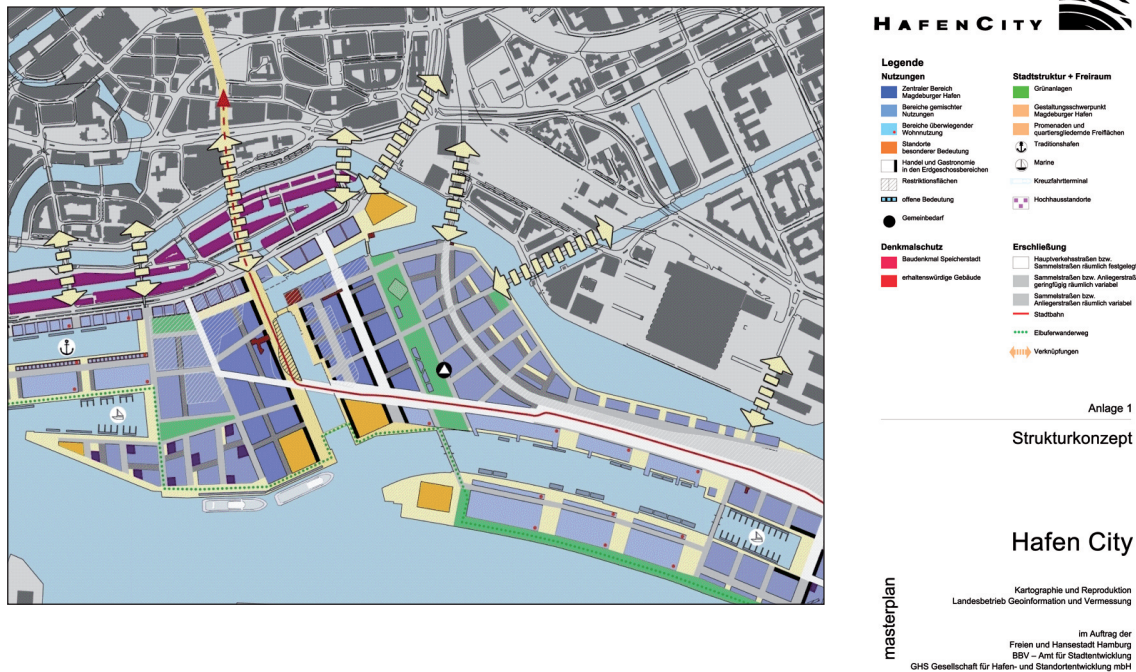 HAFENCITY
Legende
Nutzungen
Zentraler Bereich
Magdeburger Hafen
Bereiche gemischter
Nutzungen
Bereiche überwiegender
Wohnnutzung
Standorte
besonderer Bedeutung
Handel und Gastronomie
in den Erdgeschossbereichen
Restriktionsflächen
offene Bedeutung
Gemeinbedarf
Denkmalschutz
Baudenkmal Speicherstadt
erhaltenswürdige Gebäude
Stadtstruktur + Freiraum
Grünanlagen
Gestaltungsschwerpunkt
Magdeburger Hafen
Promenaden und
quartiersgliedernde Freiflächen
Traditionshafen
Marine
Kreuzfahrtterminal
Hochhausstandorte
Erschließung
Hauptverkehsstraßen bzw.
Sammelstraßen räumlich festgelegt
Sammelstraßen bzw. Anliegerstraß
geringfügig räumlich variabel
Sammelstraßen bzw.
Anliegerstraßen räumlich variabel
Stadtbahn
Elbuferwanderweg
Verknüpfungen
Anlage 1
Strukturkonzept
Hafen City
masterplan
Kartographie und Reproduktion
Landesbetrieb Geoinformation und Vermessung
im Auftrag der
Freien und Hansestadt Hamburg
BBV – Amt für Stadtentwicklung
GHS Gesellschaft für Hafen- und Standortentwicklung mbH